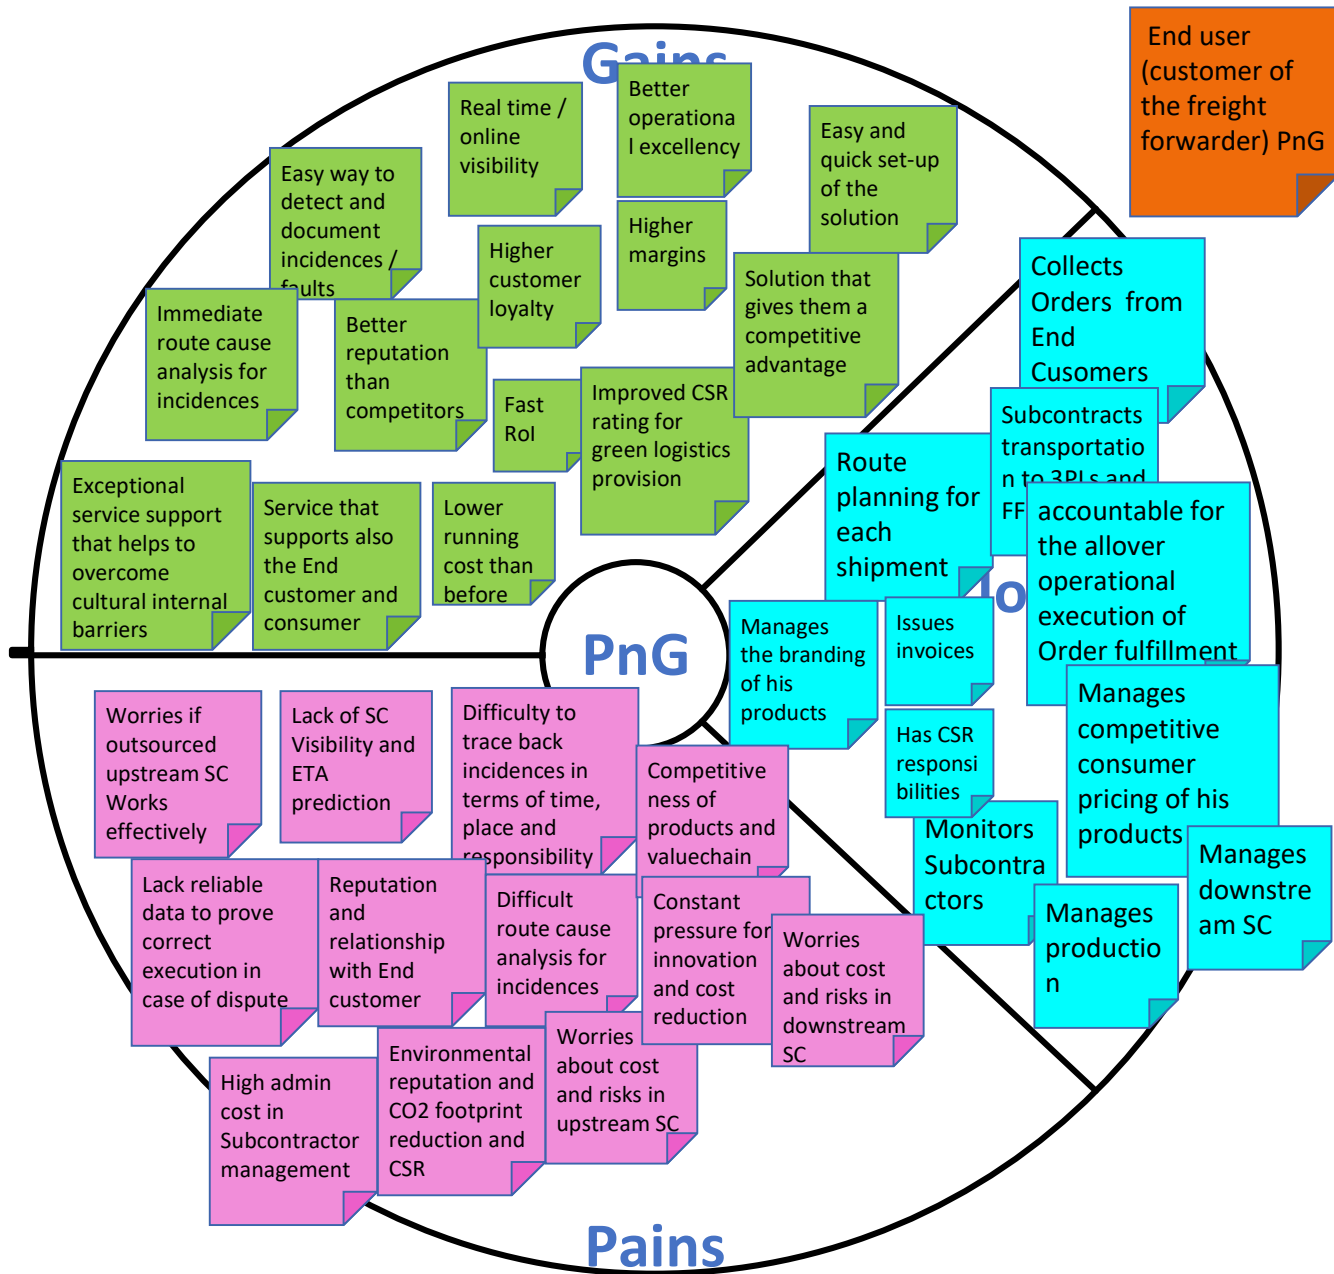 Gains
End user
(customer of
the freight
forwarder) PnG
Real time /
online
visibility
Better
operationa
l excellency
Easy and
quick set-up
of the
solution
Easy way to
detect and
document
incidences /
faults
Higher
customer
loyalty
Higher
margins
Solution that
gives them a
competitive
advantage
Immediate
route cause
analysis for
incidences
Better
reputation
than
competitors
Fast
RoI
Improved CSR
rating for
green logistics
provision
Exceptional
service support
that helps to
overcome
cultural internal
barriers
Service that
supports also
the End
customer and
consumer
Lower
running
cost than
before
PnG
Collects
Orders from
End
Cusomers
Subcontracts
transportatio
n to 3PLs and
FF
Route
planning for
each
shipment
accountable for
the allover
operational
execution of
Order fulfillment
Jo
Manages
the branding
of his
products
Issues
invoices
Manages
competitive
consumer
pricing of his
products
Has CSR
responsi
bilities
Monitors
Subcontra
ctors
Manages
downstre
am SC
Manages
productio
n
Worries if
outsourced
upstream SC
Works
effectively
Lack of SC
Visibility and
ETA
prediction
Difficulty to
trace back
incidences in
terms of time,
place and
responsibility
Competitive
ness of
products and
valuechain
Lack reliable
data to prove
correct
execution in
case of dispute
Reputation
and
relationship
with End
customer
Difficult
route cause
analysis for
incidences
Constant
pressure for
innovation
and cost
reduction
Worries
about cost
and risks in
downstream
SC
High admin
cost in
Subcontractor
management
Environmental
reputation and
CO2 footprint
reduction and
CSR
Worries
about cost
and risks in
upstream SC
Pains